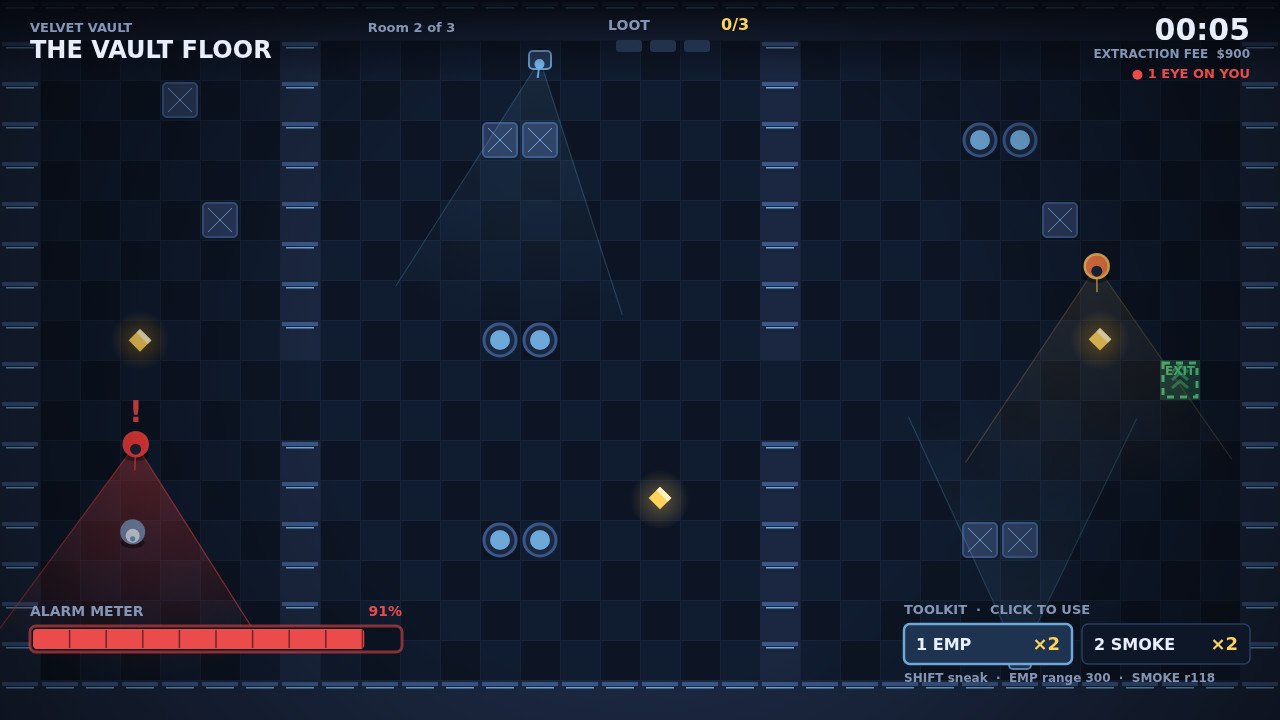 VELVET VAULT
THE VAULT FLOOR
Room 2 of 3
LOOT 0/3
00:05
EXTRACTION FEE $900
● 1 EYE ON YOU
EXIT
!
ALARM METER 91%
TOOLKIT · CLICK TO USE
1 EMP ×2
2 SMOKE ×2
SHIFT sneak · EMP range 300 · SMOKE r118